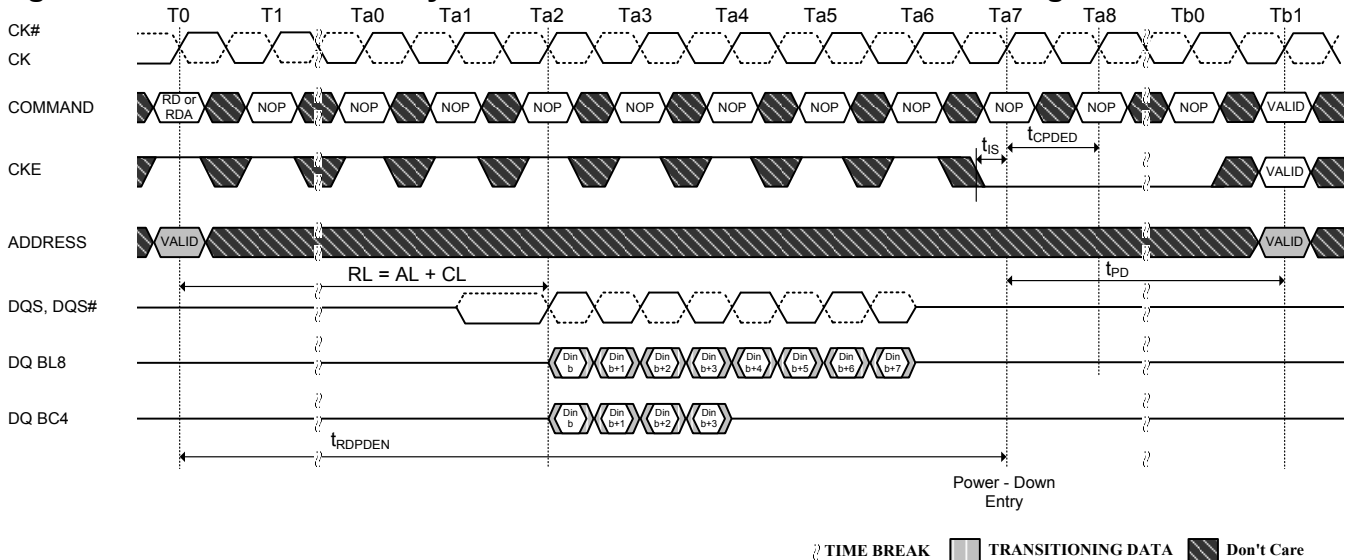 T0 T1 Ta0 Ta1 Ta2 Ta3 Ta4 Ta5 Ta6 Ta7 Ta8 Tb0 Tb1
CK#
CK
COMMAND
RD or
RDA
NOP NOP NOP NOP NOP NOP NOP NOP NOP NOP NOP VALID
tIS
tCPDED
CKE
VALID
ADDRESS
VALID
VALID
RL = AL + CL
tPD
DQS, DQS#
DQ BL8
Din
b
Din
b+1
Din
b+2
Din
b+3
Din
b+4
Din
b+5
Din
b+6
Din
b+7
DQ BC4
Din
b
Din
b+1
Din
b+2
Din
b+3
tRDPDEN
Power - Down
Entry
TIME BREAK TRANSITIONING DATA Don't Care